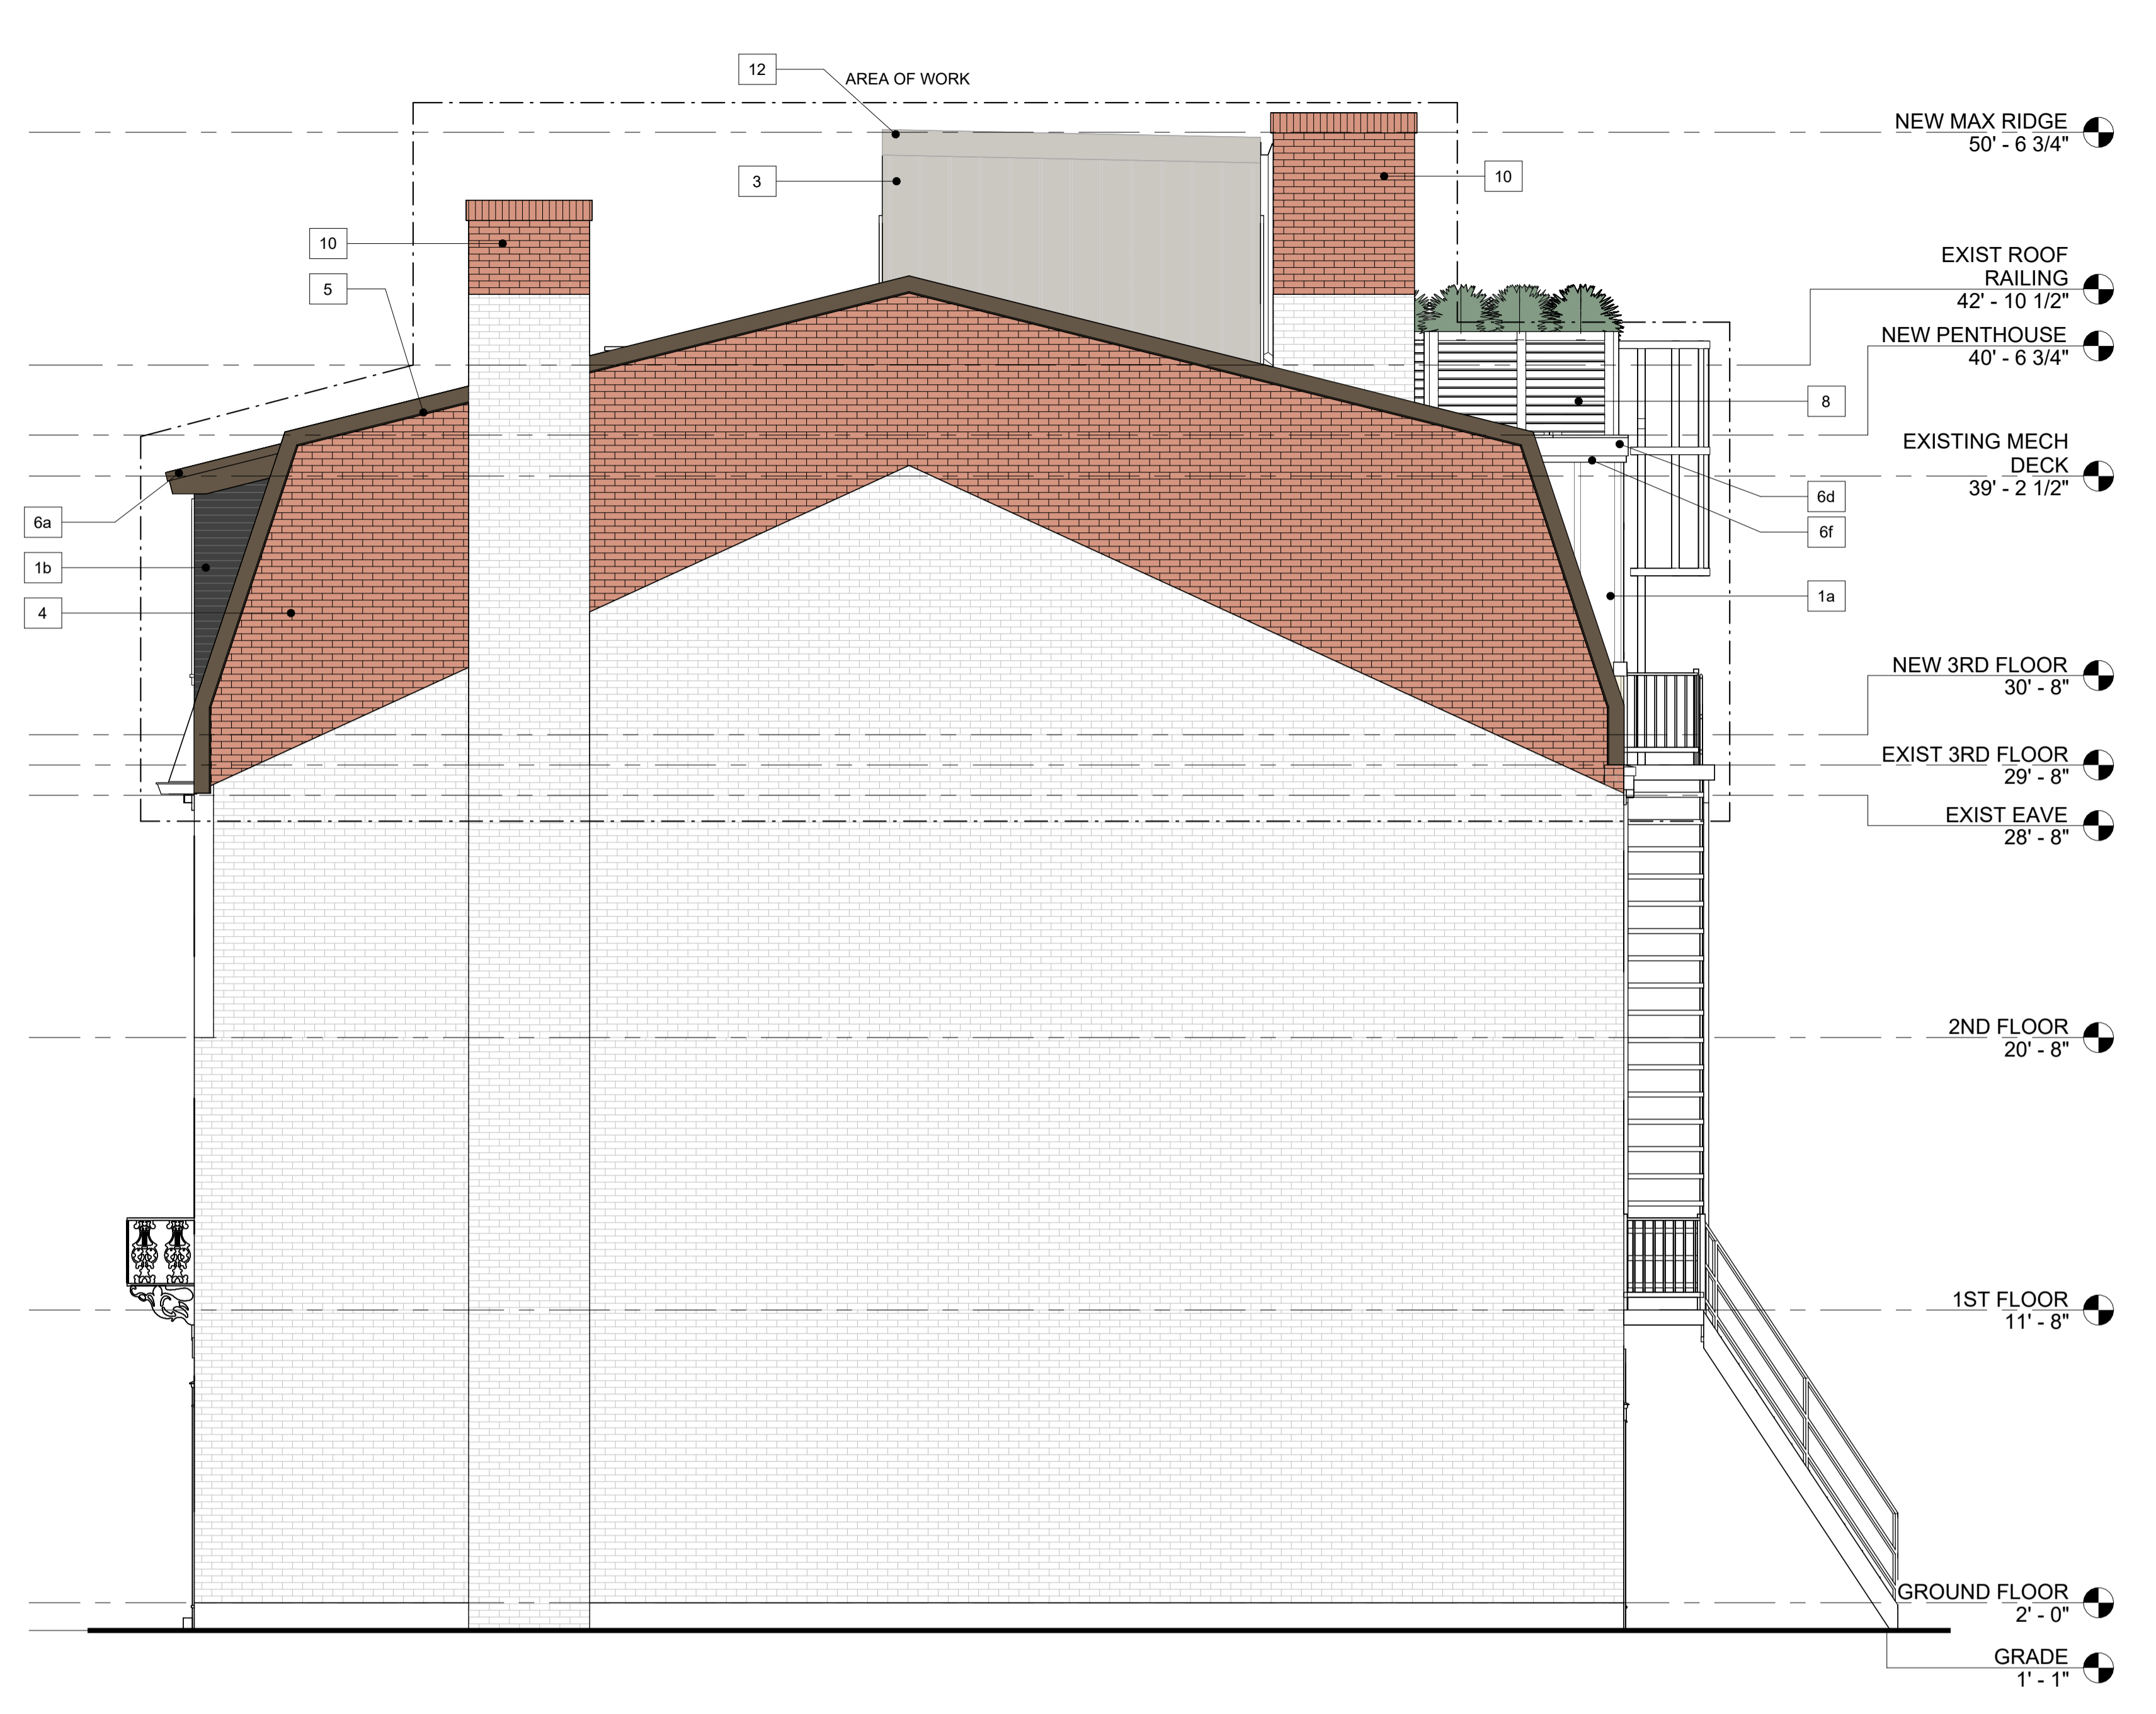 12
AREA OF WORK
3
10
10
5
NEW MAX RIDGE
50' - 6 3/4"
EXIST ROOF
RAILING
42' - 10 1/2"
NEW PENTHOUSE
40' - 6 3/4"
8
EXISTING MECH
DECK
39' - 2 1/2"
6d
6f
6a
1b
4
1a
NEW 3RD FLOOR
30' - 8"
EXIST 3RD FLOOR
29' - 8"
EXIST EAVE
28' - 8"
2ND FLOOR
20' - 8"
1ST FLOOR
11' - 8"
GROUND FLOOR
2' - 0"
GRADE
1' - 1"